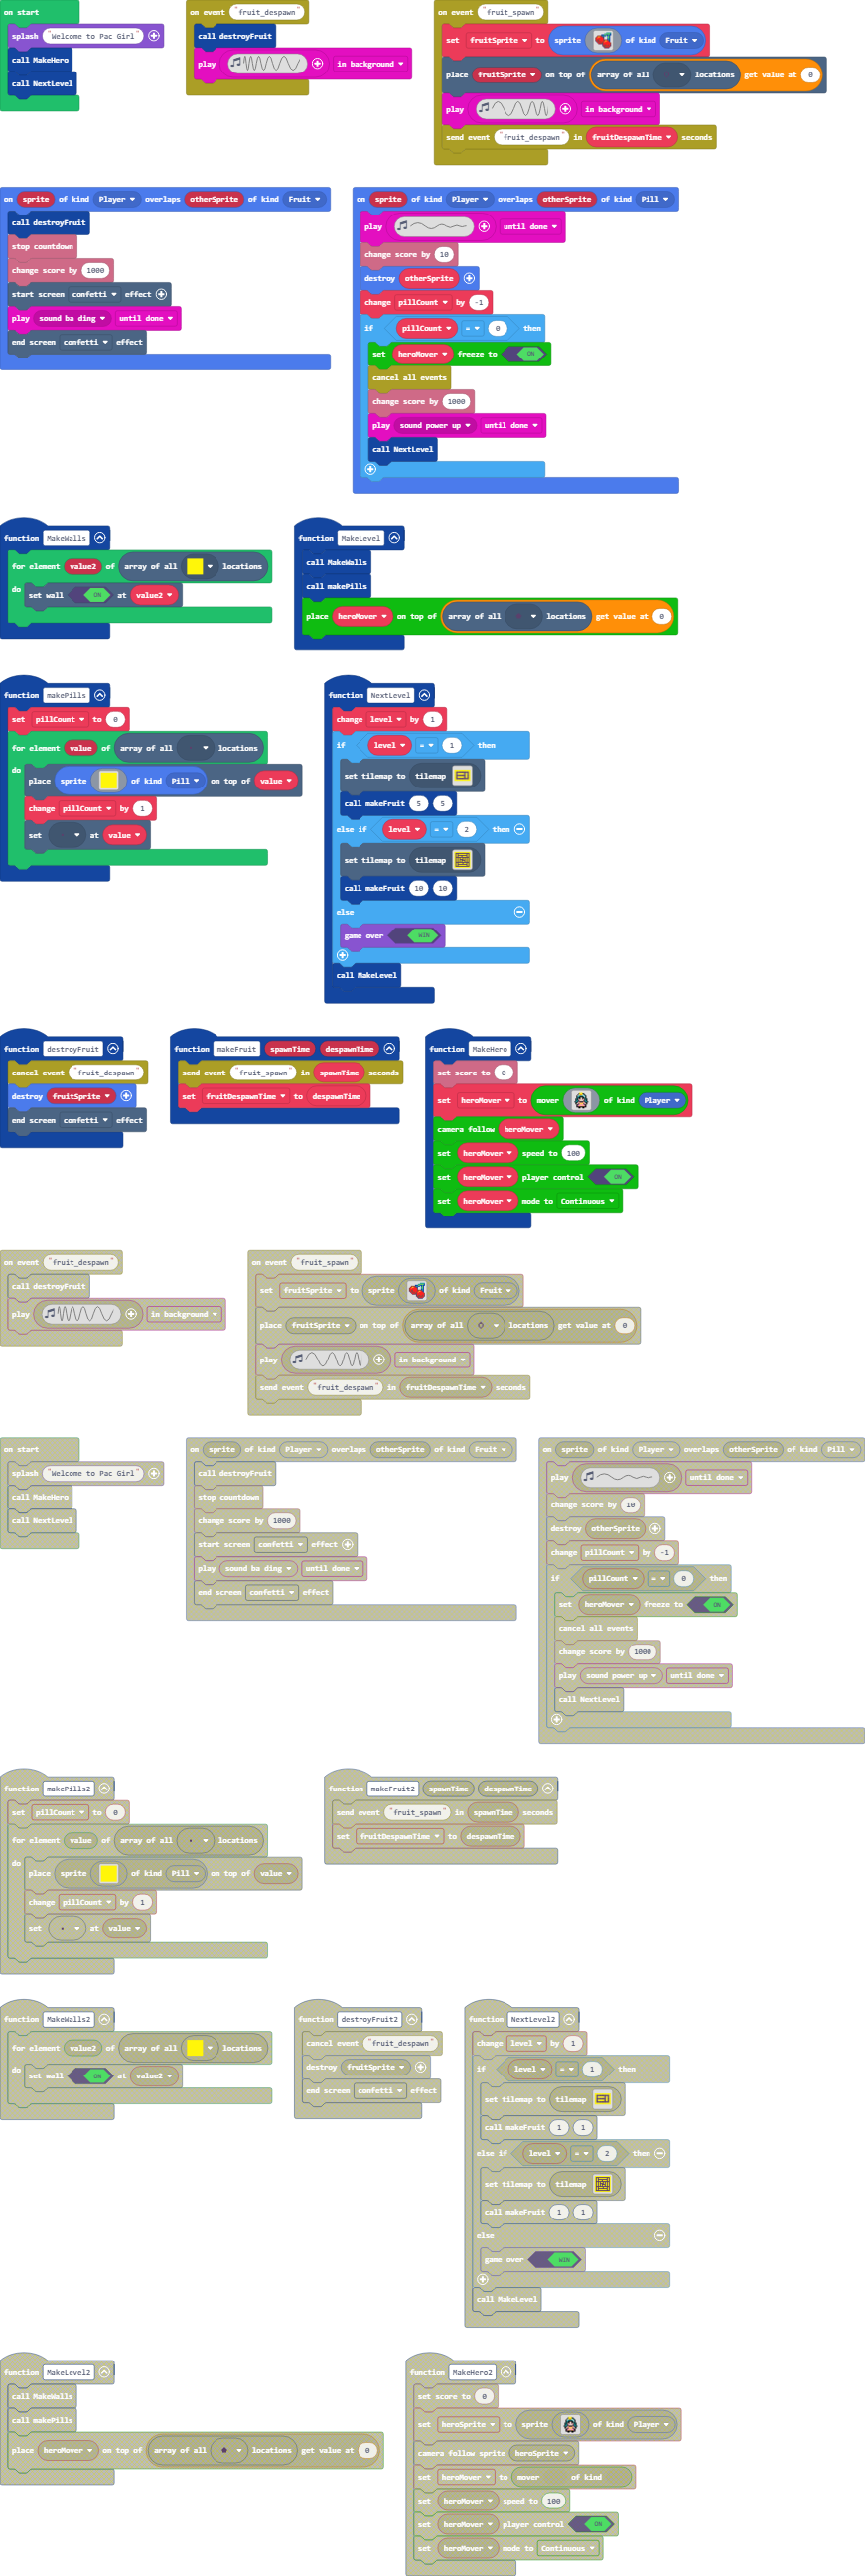 on start
splash "Welcome to Pac Girl"
call MakeHero
call NextLevel
on event "fruit_despawn"
call destroyFruit
play in background
on event "fruit_spawn"
set fruitSprite to sprite of kind Fruit
place fruitSprite on top of array of all locations get value at 0
play in background
send event "fruit_despawn" in fruitDespawnTime seconds
on sprite of kind Player overlaps otherSprite of kind Fruit
call destroyFruit
stop countdown
change score by 1000
start screen confetti effect
play sound ba ding until done
end screen confetti effect
on sprite of kind Player overlaps otherSprite of kind Pill
play until done
change score by 10
destroy otherSprite
change pillCount by -1
if pillCount = 0 then
set heroMover freeze to ON
cancel all events
change score by 1000
play sound power up until done
call NextLevel
function MakeWalls
for element value2 of array of all locations
do set wall ON at value2
function MakeLevel
call MakeWalls
call makePills
place heroMover on top of array of all locations get value at 0
function makePills
set pillCount to 0
for element value of array of all locations
do place sprite of kind Pill on top of value
change pillCount by 1
set at value
function NextLevel
change level by 1
if level = 1 then
set tilemap to tilemap
call makeFruit 5 5
else if level = 2 then
set tilemap to tilemap
call makeFruit 10 10
else
game over WIN
call MakeLevel
function destroyFruit
cancel event "fruit_despawn"
destroy fruitSprite
end screen confetti effect
function makeFruit spawnTime despawnTime
send event "fruit_spawn" in spawnTime seconds
set fruitDespawnTime to despawnTime
function MakeHero
set score to 0
set heroMover to mover of kind Player
camera follow heroMover
set heroMover speed to 100
set heroMover player control ON
set heroMover mode to Continuous
on event "fruit_despawn"
call destroyFruit
play in background
on event "fruit_spawn"
set fruitSprite to sprite of kind Fruit
place fruitSprite on top of array of all locations get value at 0
play in background
send event "fruit_despawn" in fruitDespawnTime seconds
on start
splash "Welcome to Pac Girl"
call MakeHero
call NextLevel
on sprite of kind Player overlaps otherSprite of kind Fruit
call destroyFruit
stop countdown
change score by 1000
start screen confetti effect
play sound ba ding until done
end screen confetti effect
on sprite of kind Player overlaps otherSprite of kind Pill
play until done
change score by 10
destroy otherSprite
change pillCount by -1
if pillCount = 0 then
set heroMover freeze to ON
cancel all events
change score by 1000
play sound power up until done
call NextLevel
function makePills2
set pillCount to 0
for element value of array of all locations
do place sprite of kind Pill on top of value
change pillCount by 1
set at value
function makeFruit2 spawnTime despawnTime
send event "fruit_spawn" in spawnTime seconds
set fruitDespawnTime to despawnTime
function MakeWalls2
for element value2 of array of all locations
do set wall ON at value2
function destroyFruit2
cancel event "fruit_despawn"
destroy fruitSprite
end screen confetti effect
function NextLevel2
change level by 1
if level = 1 then
set tilemap to tilemap
call makeFruit 1 1
else if level = 2 then
set tilemap to tilemap
call makeFruit 1 1
else
game over WIN
call MakeLevel
function MakeLevel2
call MakeWalls
call makePills
place heroMover on top of array of all locations get value at 0
function MakeHero2
set score to 0
set heroSprite to sprite of kind Player
camera follow sprite heroSprite
set heroMover to mover of kind
set heroMover speed to 100
set heroMover player control ON
set heroMover mode to Continuous